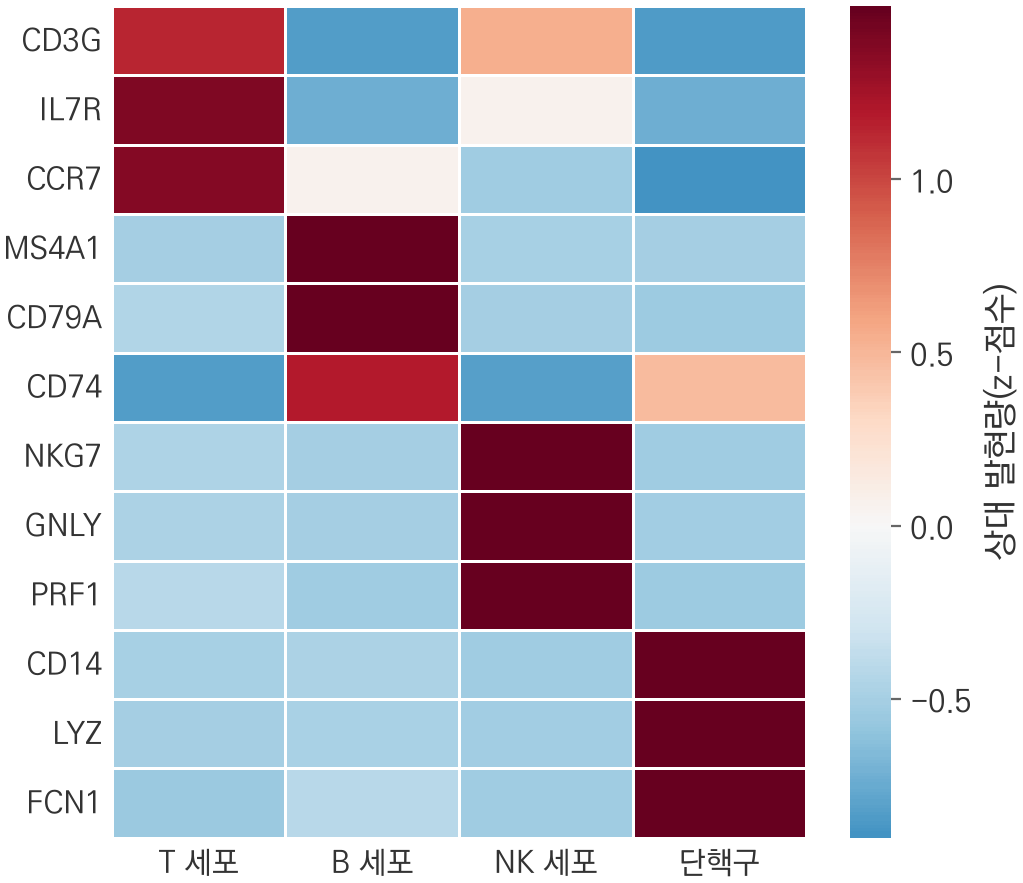 CD3G
IL7R
CCR7
MS4A1
CD79A
CD74
NKG7
GNLY
PRF1
CD14
LYZ
FCN1
T 세포
B 세포
NK 세포
단핵구
1.0
0.5
0.0
−0.5
상대 발현량(z−점수)